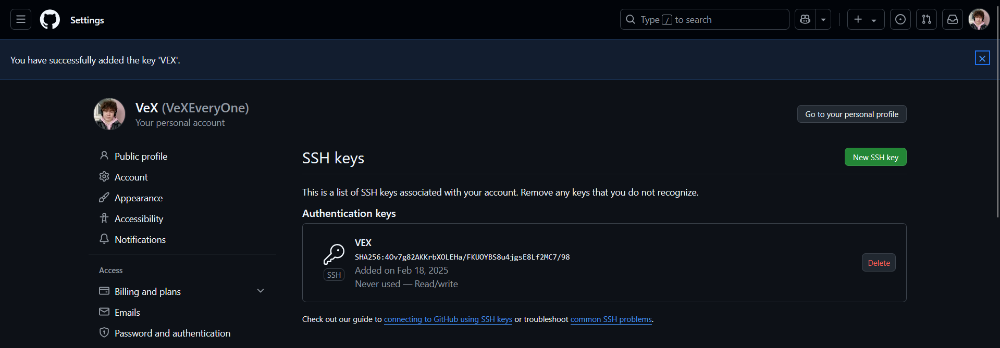 Settings
Type / to search
You have successfully added the key 'VEX'.
VeX (VeXEveryOne)
Your personal account
Go to your personal profile
Public profile
Account
Appearance
Accessibility
Notifications
Access
Billing and plans
Emails
Password and authentication
SSH keys
New SSH key
This is a list of SSH keys associated with your account. Remove any keys that you do not recognize.
Authentication keys
VEX
SHA256:4Ov7g82AKKrbXOLEHa/FKUOYBS8u4jgsE8Lf2MC7/98
SSH
Added on Feb 18, 2025
Never used — Read/write
Delete
Check out our guide to connecting to GitHub using SSH keys or troubleshoot common SSH problems.